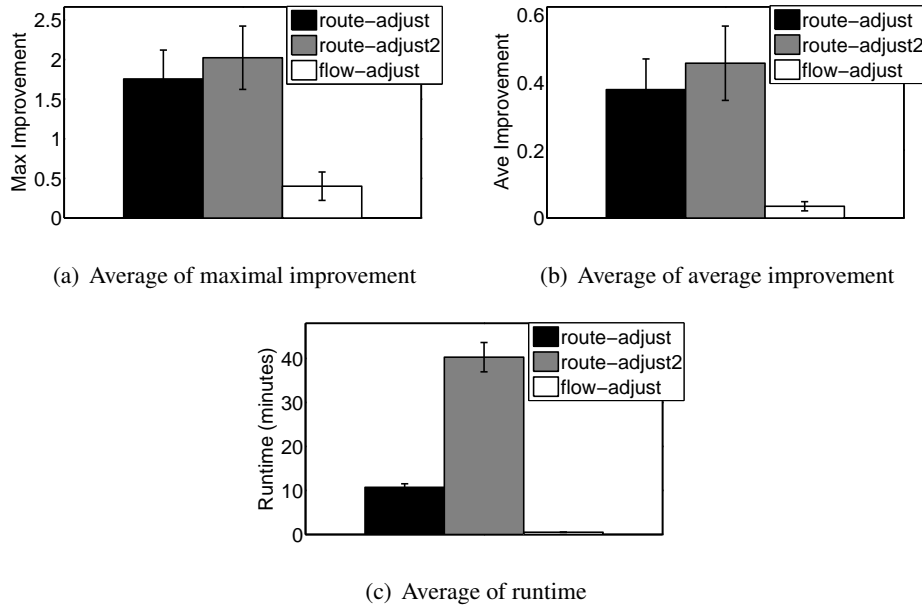 2.5
2
1.5
1
0.5
0
Max Improvement
route-adjust
route-adjust2
flow-adjust
(a) Average of maximal improvement
0.6
0.4
0.2
0
Ave Improvement
route-adjust
route-adjust2
flow-adjust
(b) Average of average improvement
40
30
20
10
0
Runtime (minutes)
route-adjust
route-adjust2
flow-adjust
(c) Average of runtime